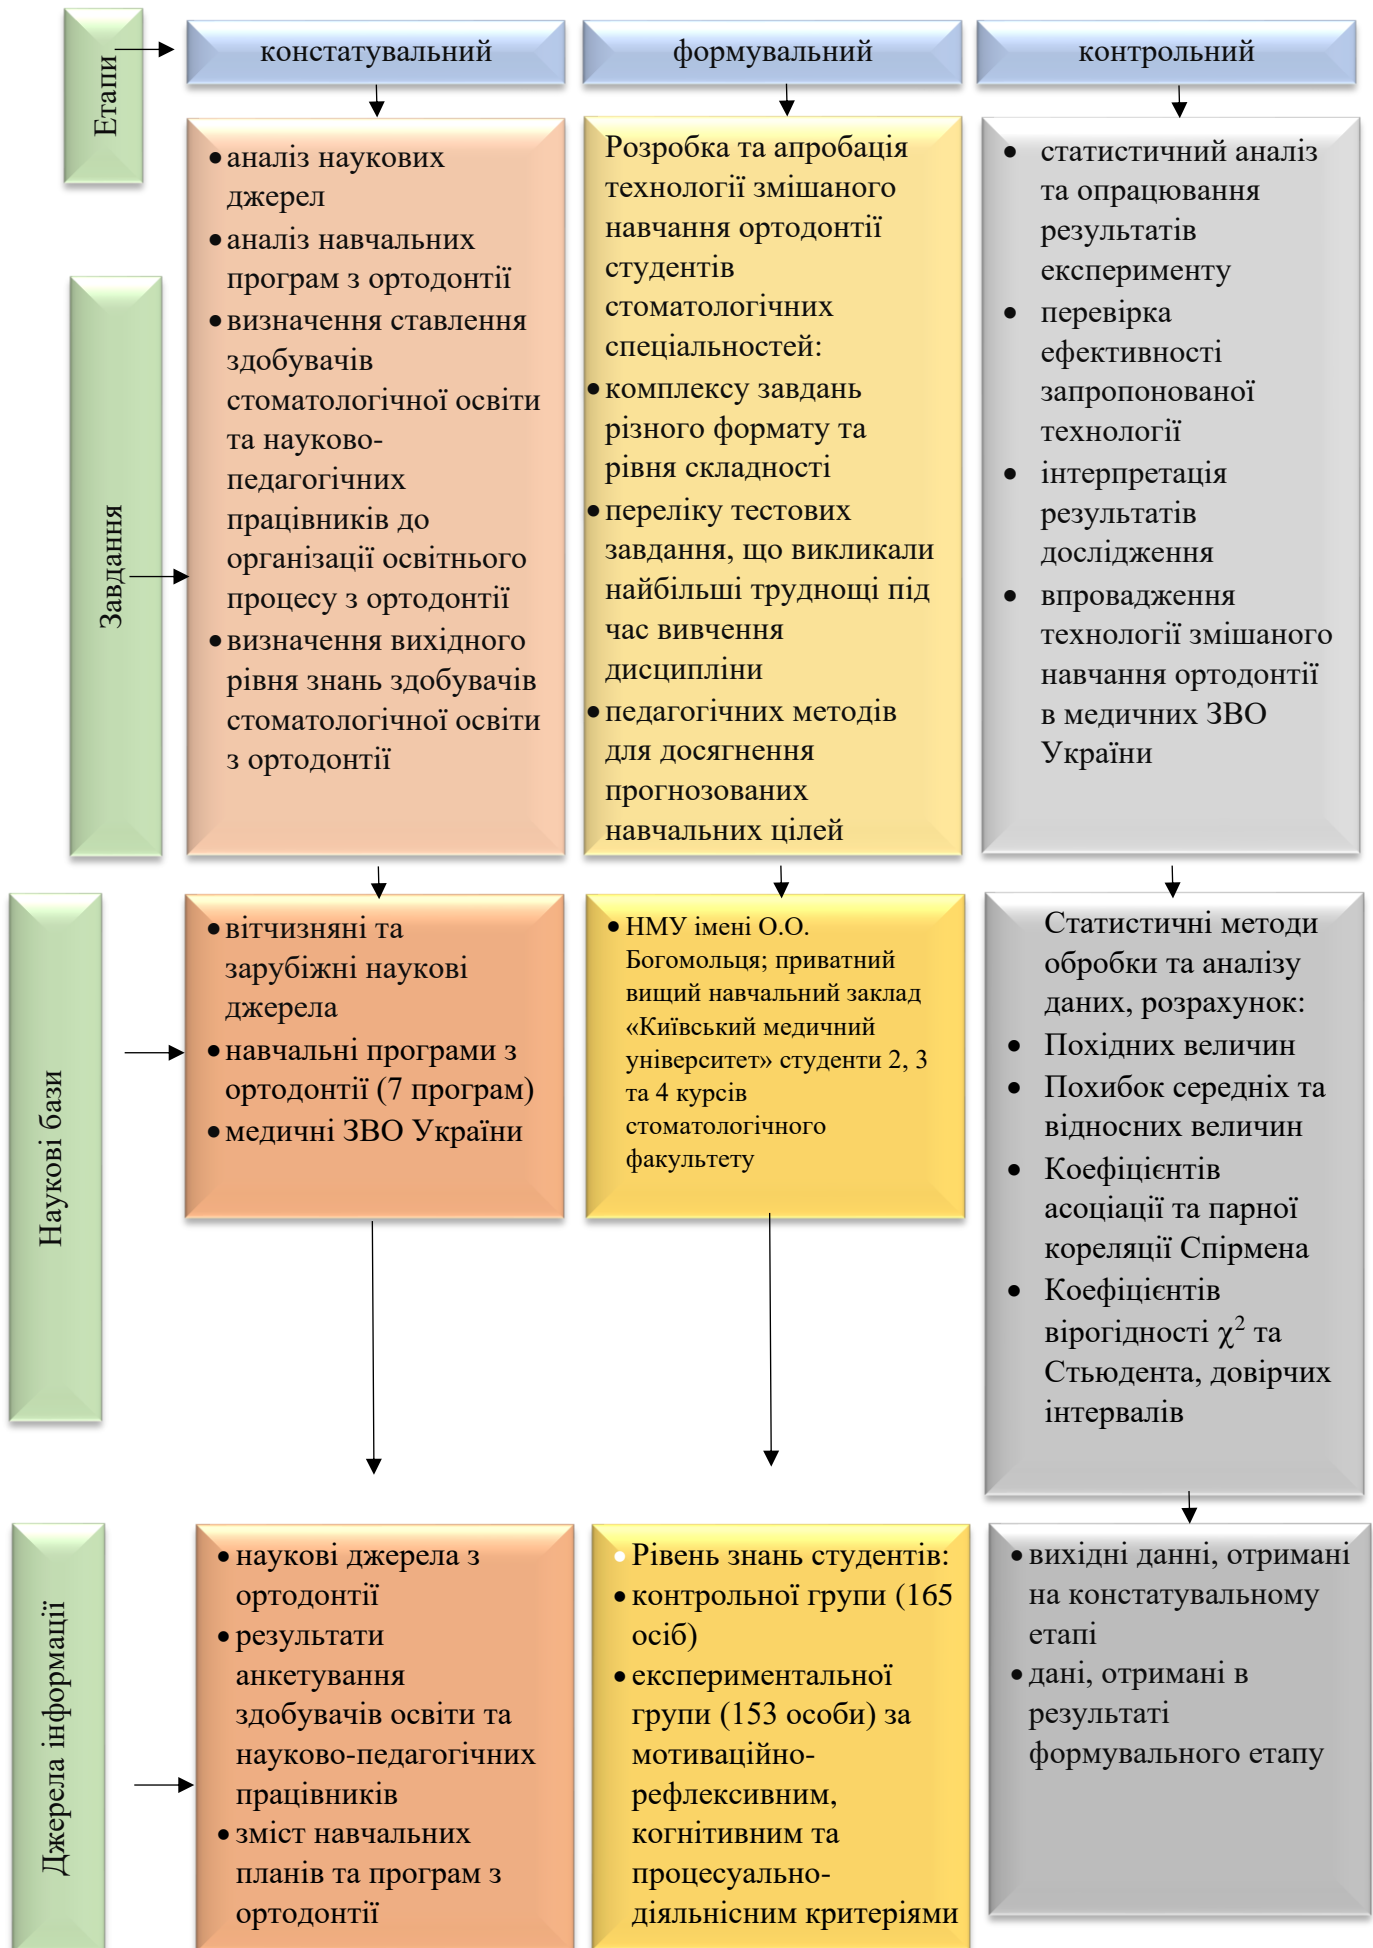 Етапи
констатувальний
формувальний
контрольний
Завдання
• аналіз наукових
джерел
• аналіз навчальних
програм з ортодонтії
• визначення ставлення
здобувачів
стоматологічної освіти
та науково-
педагогічних
працівників до
організації освітнього
процесу з ортодонтії
• визначення вихідного
рівня знань здобувачів
стоматологічної освіти
з ортодонтії
Розробка та апробація
технології змішаного
навчання ортодонтії
студентів
стоматологічних
спеціальностей:
• комплексу завдань
різного формату та
рівня складності
• переліку тестових
завдання, що викликали
найбільші труднощі під
час вивчення
дисципліни
• педагогічних методів
для досягнення
прогнозованих
навчальних цілей
• статистичний аналіз
та опрацювання
результатів
експерименту
• перевірка
ефективності
запропонованої
технології
• інтерпретація
результатів
дослідження
• впровадження
технології змішаного
навчання ортодонтії
в медичних ЗВО
України
Наукові бази
• вітчизняні та
зарубіжні наукові
джерела
• навчальні програми з
ортодонтії (7 програм)
• медичні ЗВО України
• НМУ імені О.О.
Богомольця; приватний
вищий навчальний заклад
«Київський медичний
університет» студенти 2, 3
та 4 курсів
стоматологічного
факультету
Статистичні методи
обробки та аналізу
даних, розрахунок:
• Похідних величин
• Похибок середніх та
відносних величин
• Коефіцієнтів
асоціації та парної
кореляції Спірмена
• Коефіцієнтів
вірогідності χ² та
Стьюдента, довірчих
інтервалів
Джерела інформації
• наукові джерела з
ортодонтії
• результати
анкетування
здобувачів освіти та
науково-педагогічних
працівників
• зміст навчальних
планів та програм з
ортодонтії
• Рівень знань студентів:
• контрольної групи (165
осіб)
• експериментальної
групи (153 особи) за
мотиваційно-
рефлексивним,
когнітивним та
процесуально-
діяльнісним критеріями
• вихідні данні, отримані
на констатувальному
етапі
• дані, отримані в
результаті
формувального етапу